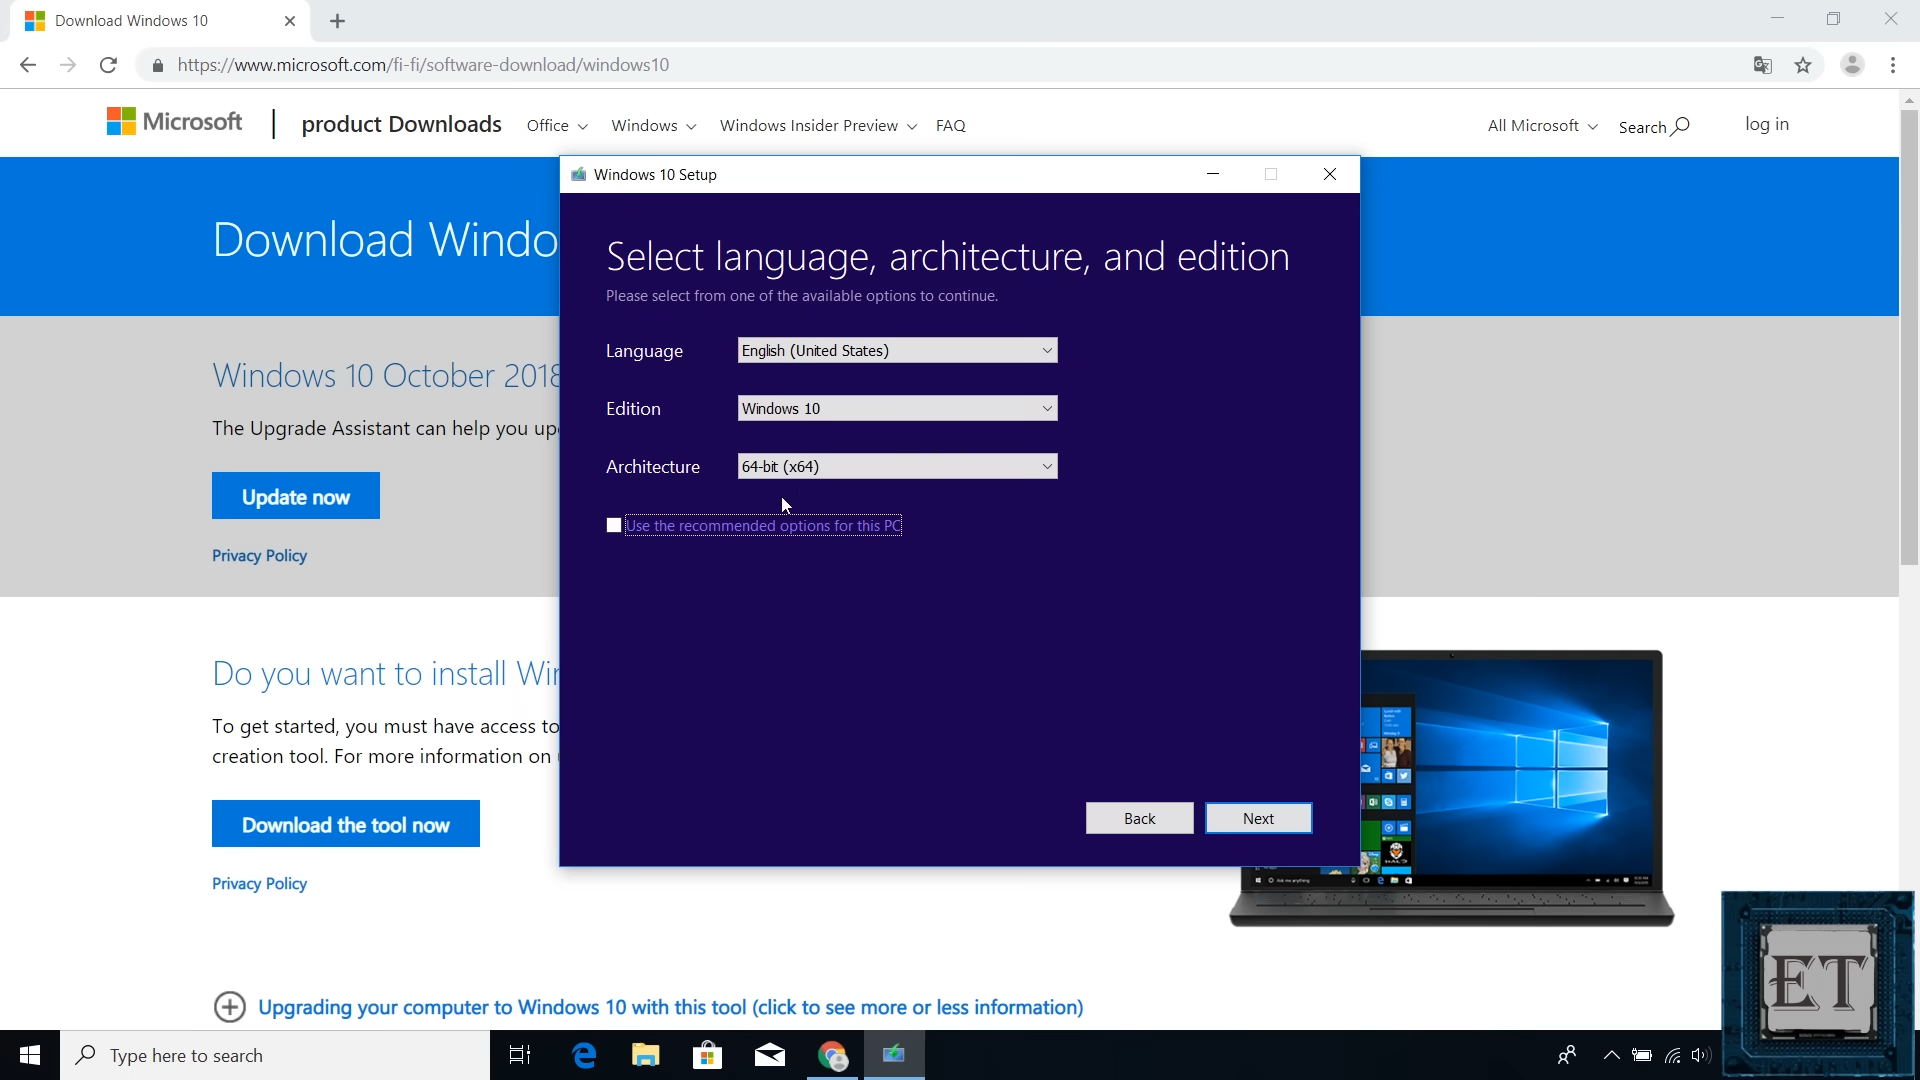 Download Windows 10
https://www.microsoft.com/fi-fi/software-download/windows10
Microsoft
product Downloads
Office
Windows
Windows Insider Preview
FAQ
All Microsoft
Search
log in
Download Windo
Windows 10 October 2018
The Upgrade Assistant can help you up
Update now
Privacy Policy
Do you want to install Wi
To get started, you must have access to
creation tool. For more information on
Download the tool now
Privacy Policy
Upgrading your computer to Windows 10 with this tool (click to see more or less information)
Windows 10 Setup
Select language, architecture, and edition
Please select from one of the available options to continue.
Language
English (United States)
Edition
Windows 10
Architecture
64-bit (x64)
Use the recommended options for this PC
Back
Next
Type here to search
ET